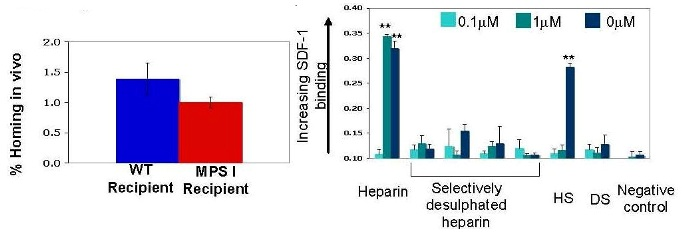 % Homing in vivo
2.0
1.5
1.0
0.5
0.0
WT
Recipient
MPS I
Recipient
Increasing SDF-1
binding
0.40
0.35
0.30
0.25
0.20
0.15
0.10
0.1µM
1µM
0µM
**
**
**
Heparin
Selectively
desulphated
heparin
HS
DS
Negative
control